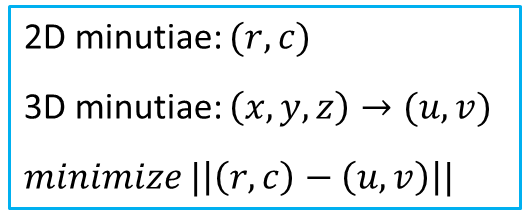 2D minutiae: (r, c)
3D minutiae: (x, y, z) → (u, v)
minimize ||(r, c) − (u, v)||